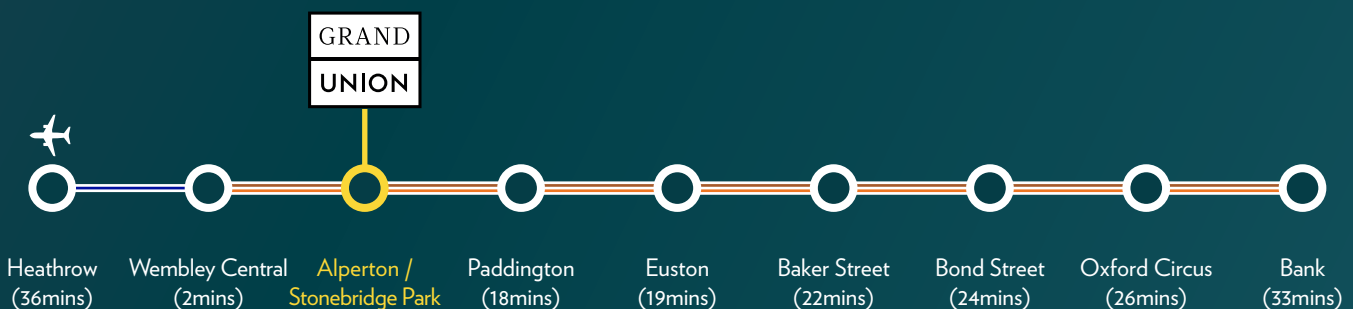 GRAND
UNION
Heathrow
(36mins)
Wembley Central
(2mins)
Alperton /
Stonebridge Park
Paddington
(18mins)
Euston
(19mins)
Baker Street
(22mins)
Bond Street
(24mins)
Oxford Circus
(26mins)
Bank
(33mins)